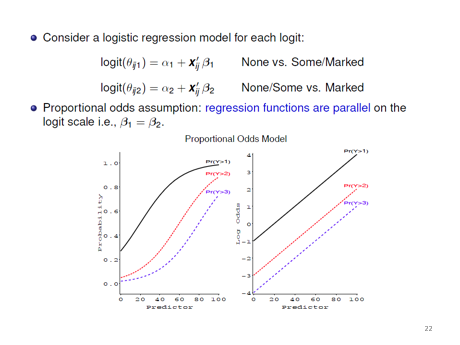 Consider a logistic regression model for each logit:
logit(θij1) = α1 + x′ij β1 None vs. Some/Marked
logit(θij2) = α2 + x′ij β2 None/Some vs. Marked
Proportional odds assumption: regression functions are parallel on the
logit scale i.e., β1 = β2.
Proportional Odds Model
Pr(Y>1)
Pr(Y>2)
Pr(Y>3)
1.0
0.8
0.6
0.4
0.2
0.0
Probability
0 20 40 60 80 100
Predictor
Pr(Y>1)
Pr(Y>2)
Pr(Y>3)
4
3
2
1
0
-1
-2
-3
-4
Log Odds
0 20 40 60 80 100
Predictor
22